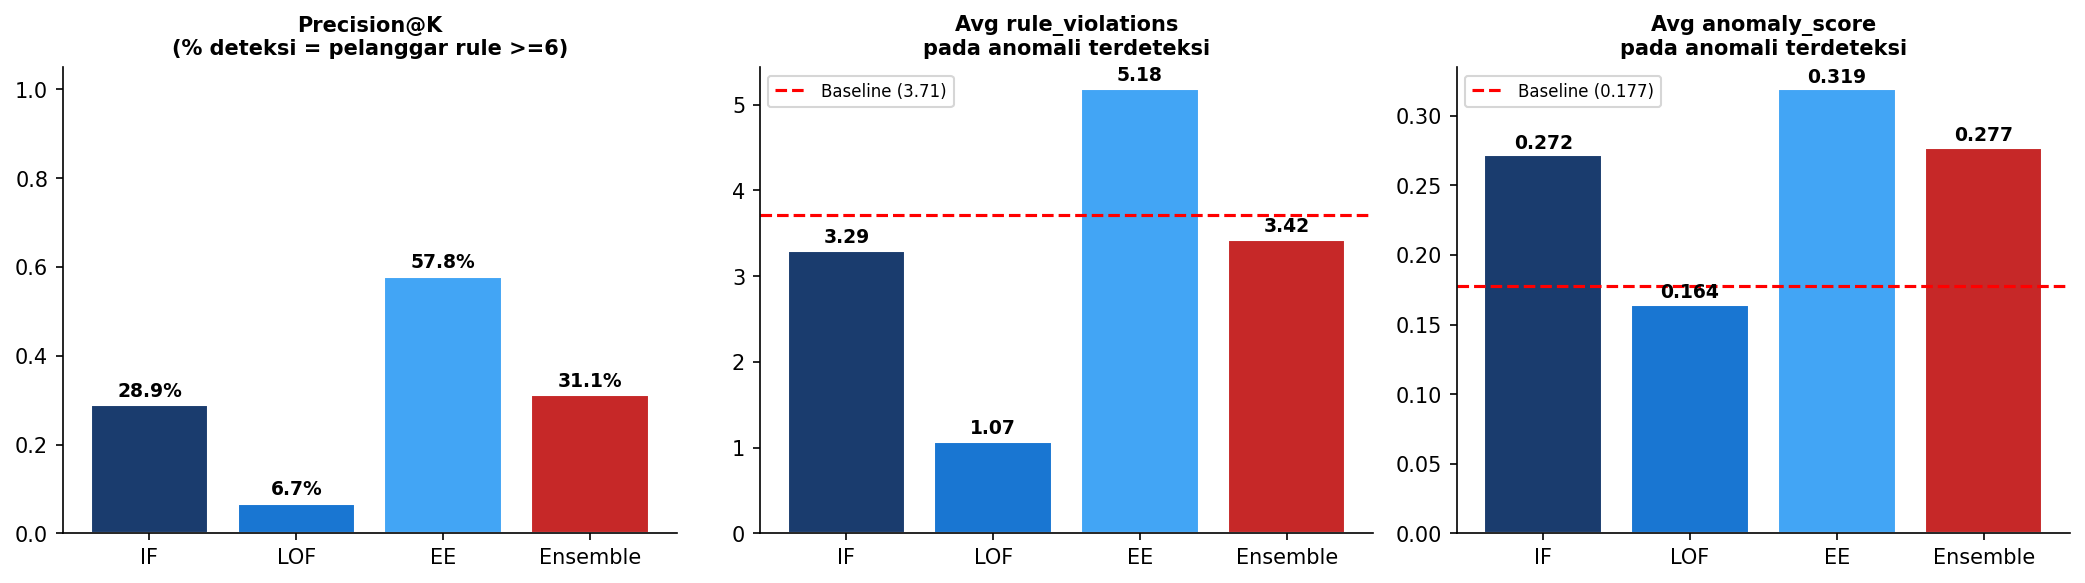 Precision@K
(% deteksi = pelanggar rule >=6)
1.0
0.8
0.6
0.4
0.2
0.0
28.9%
6.7%
57.8%
31.1%
IF
LOF
EE
Ensemble
Avg rule_violations
pada anomali terdeteksi
Baseline (3.71)
5
4
3
2
1
0
3.29
1.07
5.18
3.42
IF
LOF
EE
Ensemble
Avg anomaly_score
pada anomali terdeteksi
Baseline (0.177)
0.30
0.25
0.20
0.15
0.10
0.05
0.00
0.272
0.164
0.319
0.277
IF
LOF
EE
Ensemble